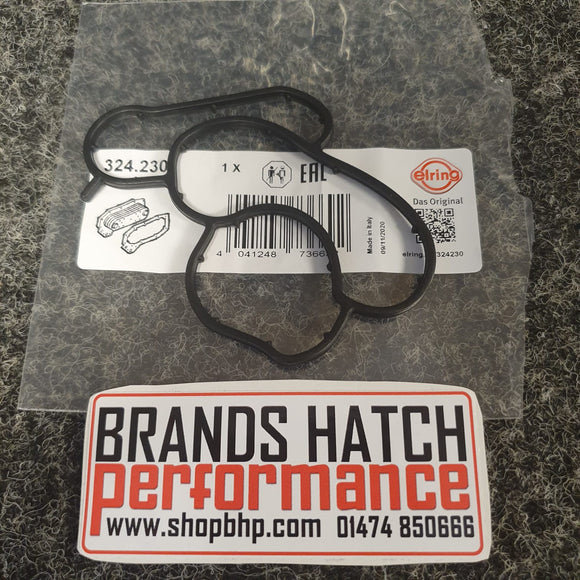 324.230
1 X
EAC
elring
Das Original
Made in Italy
09/11/2020
4 041248
elring
324230
BRANDS HATCH
performance
www.shopbhp.com 01474 850666